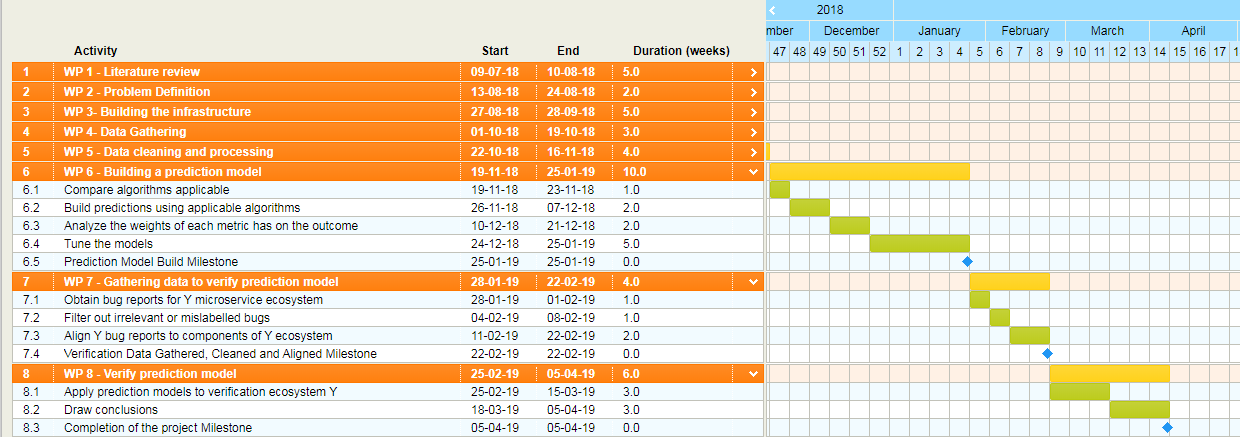 2018
mber December January February March April
Activity Start End Duration (weeks) 47 48 49 50 51 52 1 2 3 4 5 6 7 8 9 10 11 12 13 14 15 16 17 1
1 WP 1 - Literature review 09-07-18 10-08-18 5.0
2 WP 2 - Problem Definition 13-08-18 24-08-18 2.0
3 WP 3- Building the infrastructure 27-08-18 28-09-18 5.0
4 WP 4- Data Gathering 01-10-18 19-10-18 3.0
5 WP 5 - Data cleaning and processing 22-10-18 16-11-18 4.0
6 WP 6 - Building a prediction model 19-11-18 25-01-19 10.0
6.1 Compare algorithms applicable 19-11-18 23-11-18 1.0
6.2 Build predictions using applicable algorithms 26-11-18 07-12-18 2.0
6.3 Analyze the weights of each metric has on the outcome 10-12-18 21-12-18 2.0
6.4 Tune the models 24-12-18 25-01-19 5.0
6.5 Prediction Model Build Milestone 25-01-19 25-01-19 0.0
7 WP 7 - Gathering data to verify prediction model 28-01-19 22-02-19 4.0
7.1 Obtain bug reports for Y microservice ecosystem 28-01-19 01-02-19 1.0
7.2 Filter out irrelevant or mislabelled bugs 04-02-19 08-02-19 1.0
7.3 Align Y bug reports to components of Y ecosystem 11-02-19 22-02-19 2.0
7.4 Verification Data Gathered, Cleaned and Aligned Milestone 22-02-19 22-02-19 0.0
8 WP 8 - Verify prediction model 25-02-19 05-04-19 6.0
8.1 Apply prediction models to verification ecosystem Y 25-02-19 15-03-19 3.0
8.2 Draw conclusions 18-03-19 05-04-19 3.0
8.3 Completion of the project Milestone 05-04-19 05-04-19 0.0